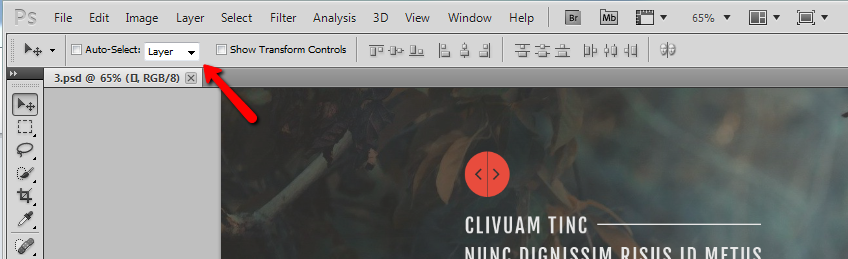 Ps File Edit Image Layer Select Filter Analysis 3D View Window Help Br Mb 65%
Auto-Select: Layer Show Transform Controls
3.psd @ 65% (П, RGB/8)
CLIVUAM TINC
NUNC DIGNISSIM RISUS ID METUS